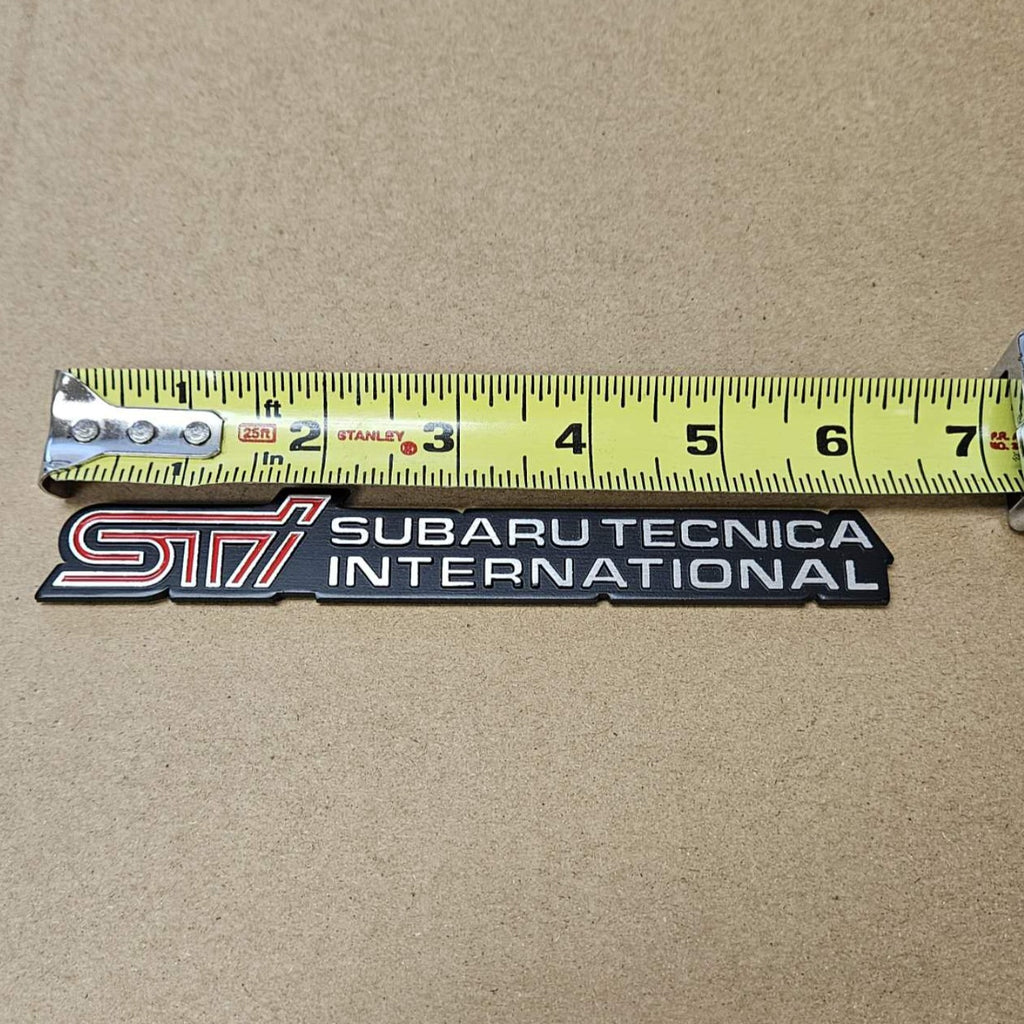 1
ft
25ft 2 STANLEY 3 4 5 6 7
In
1
STi SUBARU TECNICA
INTERNATIONAL